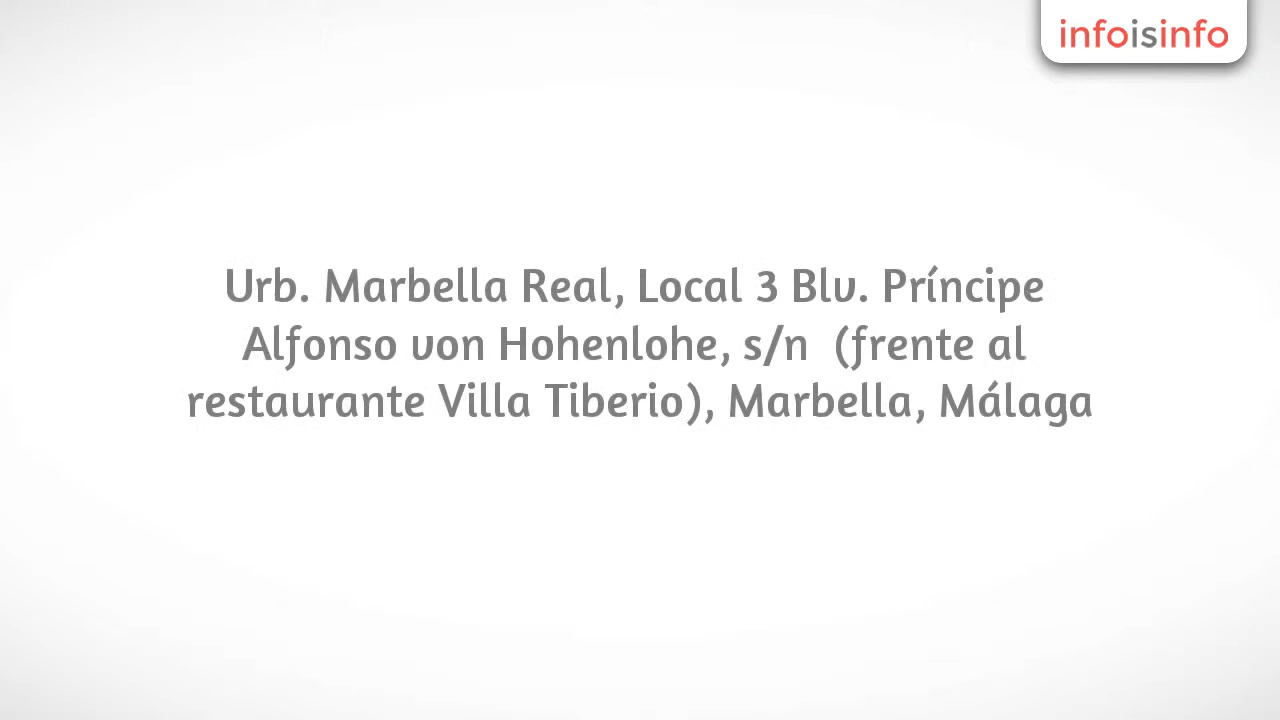 infoisinfo
Urb. Marbella Real, Local 3 Blv. Príncipe
Alfonso von Hohenlohe, s/n  (frente al
restaurante Villa Tiberio), Marbella, Málaga